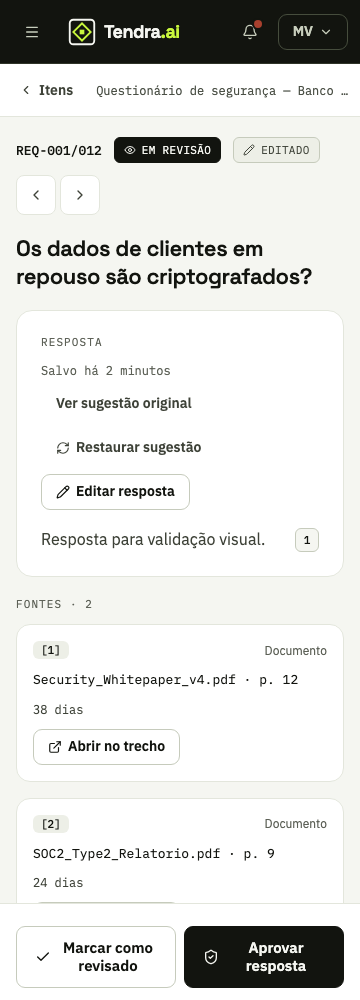 Tendra.ai
MV
Itens
Questionário de segurança — Banco …
REQ-001/012
EM REVISÃO
EDITADO
Os dados de clientes em
repouso são criptografados?
RESPOSTA
Salvo há 2 minutos
Ver sugestão original
Restaurar sugestão
Editar resposta
Resposta para validação visual.
1
FONTES · 2
[1]
Documento
Security_Whitepaper_v4.pdf · p. 12
38 dias
Abrir no trecho
[2]
Documento
SOC2_Type2_Relatorio.pdf · p. 9
24 dias
Marcar como
revisado
Aprovar
resposta